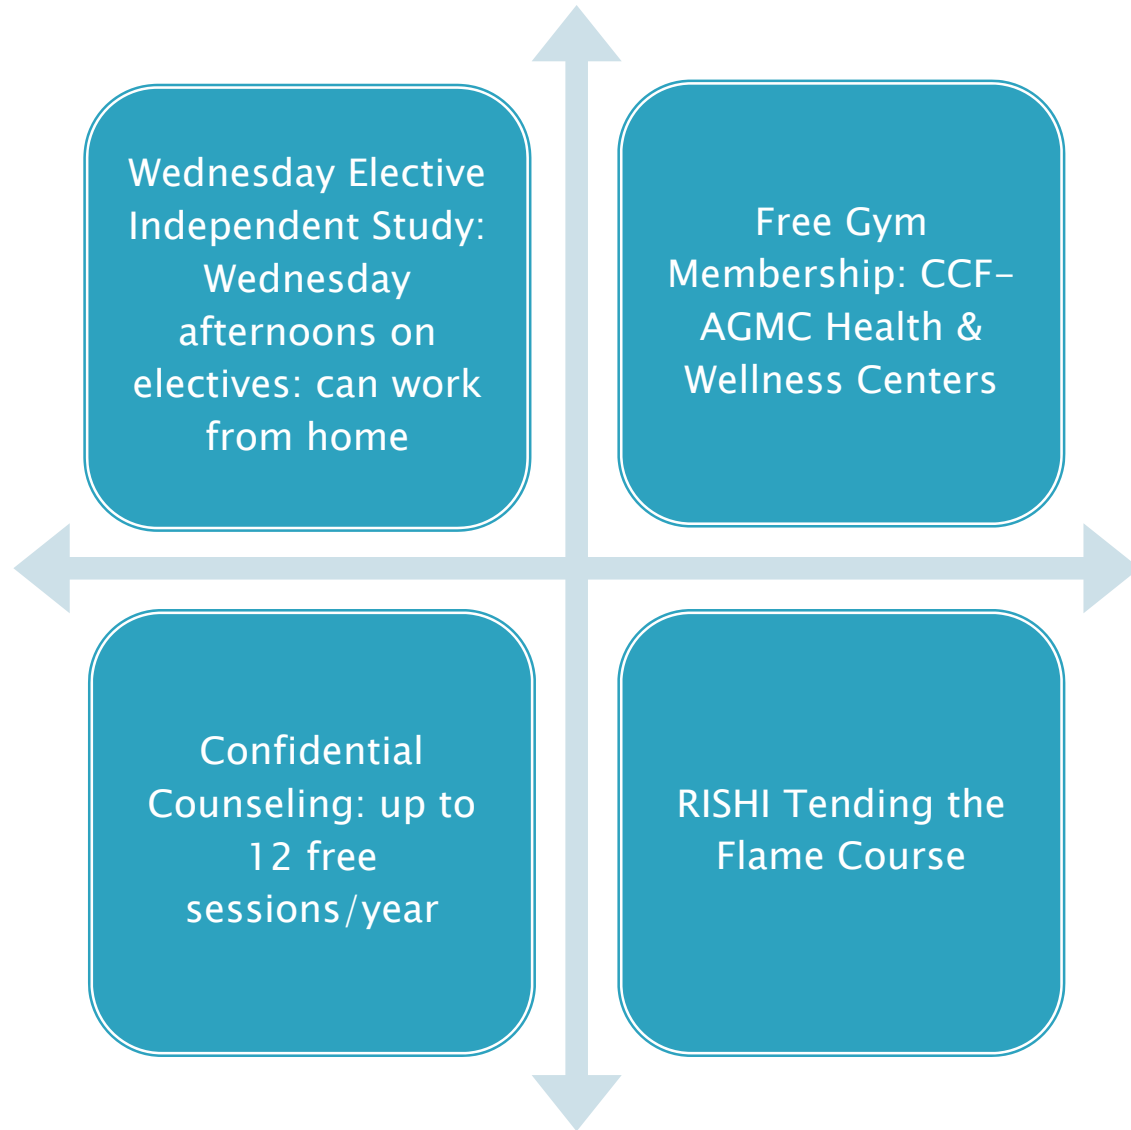 Wednesday Elective
Independent Study:
Wednesday
afternoons on
electives: can work
from home
Free Gym
Membership: CCF-
AGMC Health &
Wellness Centers
Confidential
Counseling: up to
12 free
sessions/year
RISHI Tending the
Flame Course